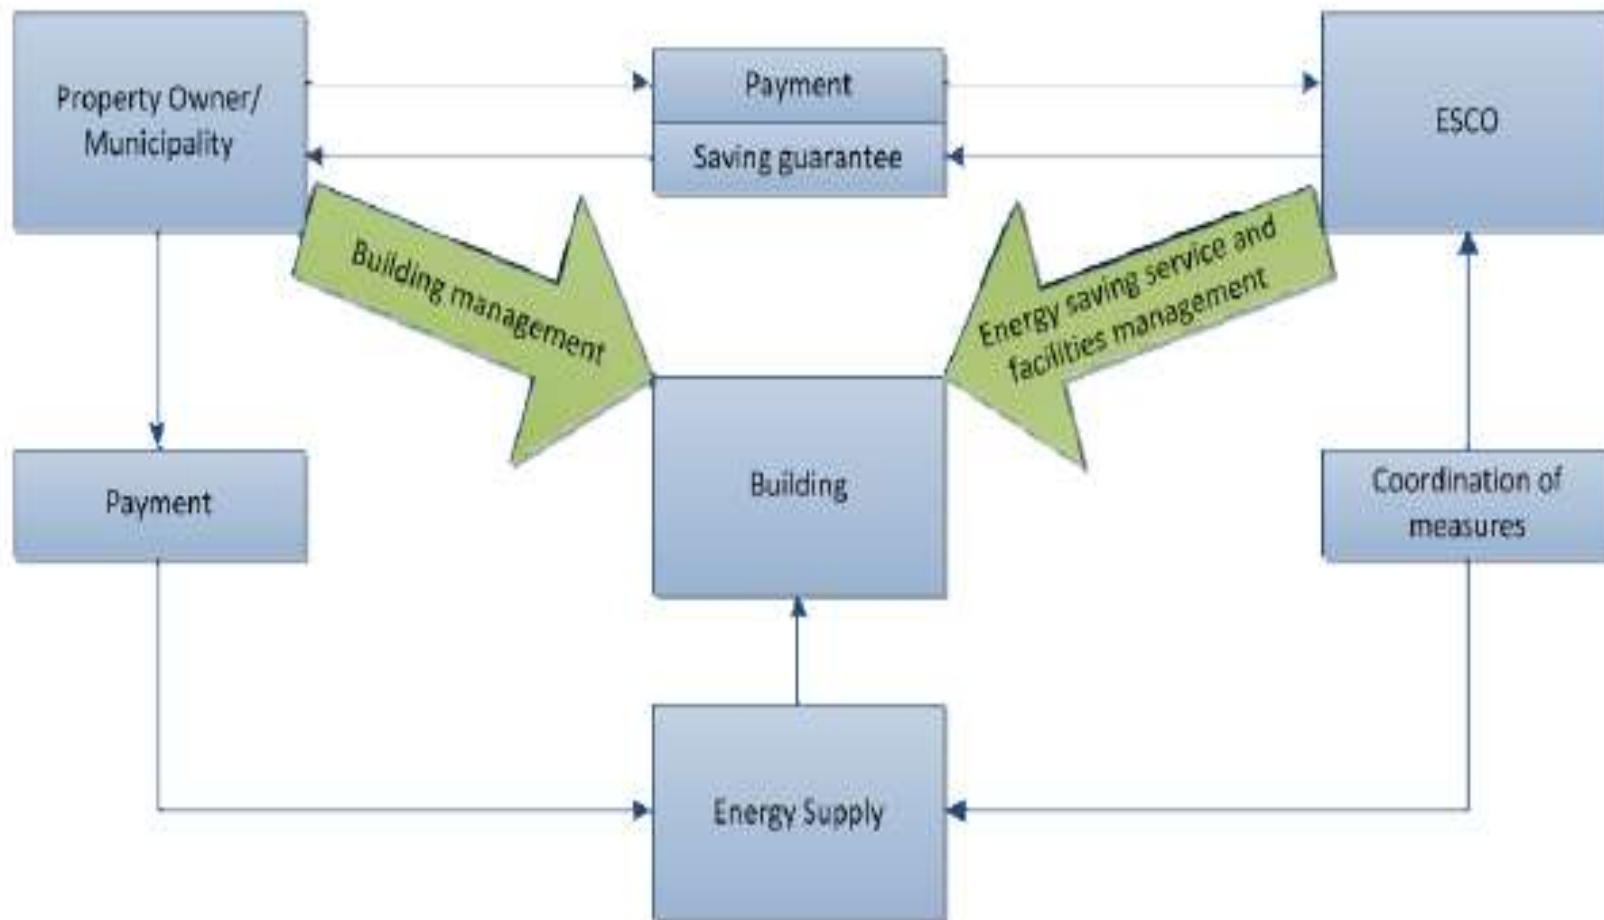 Property Owner/
Municipality
Payment
Saving guarantee
ESCO
Building management
Energy saving service and
facilities management
Payment
Building
Coordination of
measures
Energy Supply